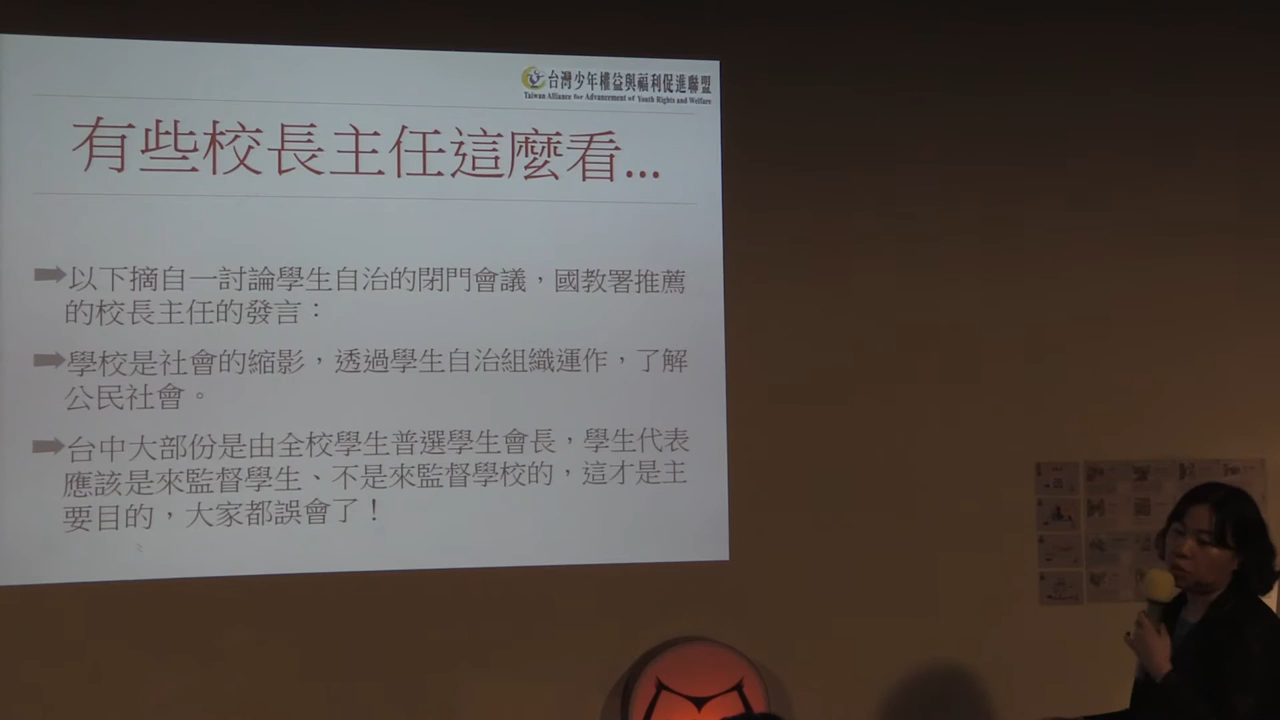 台灣少年權益與福利促進聯盟
Taiwan Alliance for Advancement of Youth Rights and Welfare
有些校長主任這麼看...
以下摘自一討論學生自治的閉門會議，國教署推薦
的校長主任的發言：
學校是社會的縮影，透過學生自治組織運作，了解
公民社會。
台中大部份是由全校學生普選學生會長，學生代表
應該是來監督學生、不是來監督學校的，這才是主
要目的，大家都誤會了！